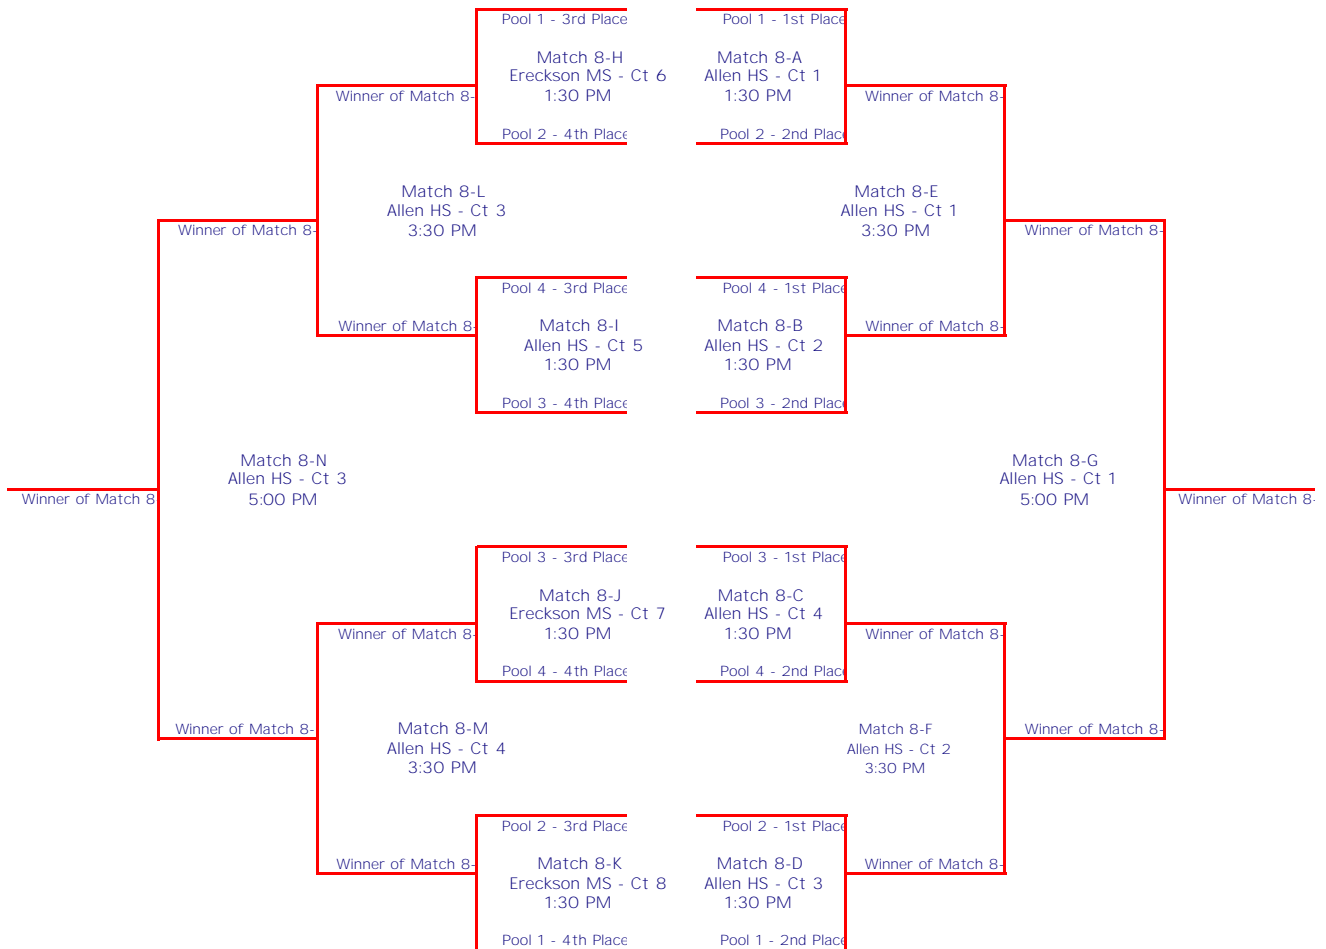 Pool 1 - 3rd Place
Pool 1 - 1st Place
Match 8-H
Ereckson MS - Ct 6
1:30 PM
Match 8-A
Allen HS - Ct 1
1:30 PM
Winner of Match 8-
Winner of Match 8-
Pool 2 - 4th Place
Pool 2 - 2nd Place
Match 8-L
Allen HS - Ct 3
3:30 PM
Match 8-E
Allen HS - Ct 1
3:30 PM
Winner of Match 8-
Winner of Match 8-
Pool 4 - 3rd Place
Pool 4 - 1st Place
Winner of Match 8-
Match 8-I
Allen HS - Ct 5
1:30 PM
Match 8-B
Allen HS - Ct 2
1:30 PM
Winner of Match 8-
Pool 3 - 4th Place
Pool 3 - 2nd Place
Match 8-N
Allen HS - Ct 3
5:00 PM
Match 8-G
Allen HS - Ct 1
5:00 PM
Winner of Match 8-
Winner of Match 8-
Pool 3 - 3rd Place
Pool 3 - 1st Place
Match 8-J
Ereckson MS - Ct 7
1:30 PM
Match 8-C
Allen HS - Ct 4
1:30 PM
Winner of Match 8-
Winner of Match 8-
Pool 4 - 4th Place
Pool 4 - 2nd Place
Winner of Match 8-
Match 8-M
Allen HS - Ct 4
3:30 PM
Match 8-F
Allen HS - Ct 2
3:30 PM
Winner of Match 8-
Pool 2 - 3rd Place
Pool 2 - 1st Place
Winner of Match 8-
Match 8-K
Ereckson MS - Ct 8
1:30 PM
Match 8-D
Allen HS - Ct 3
1:30 PM
Winner of Match 8-
Pool 1 - 4th Place
Pool 1 - 2nd Place